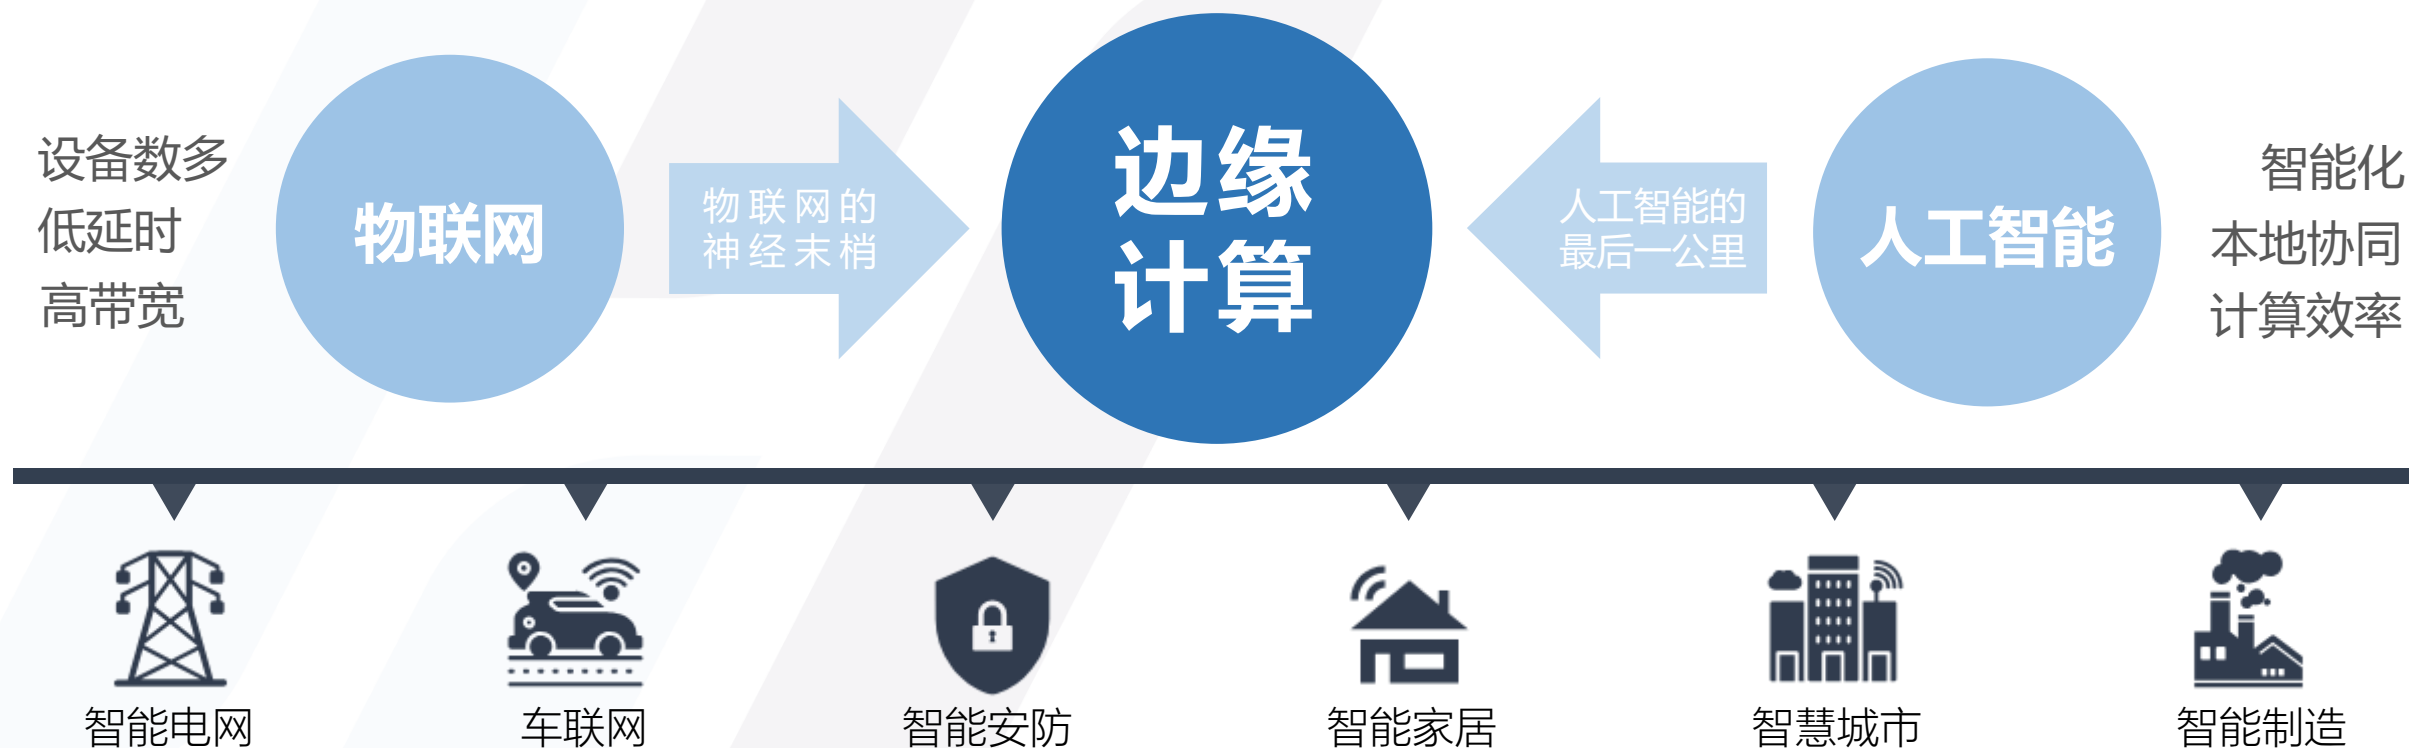 设备数多
低延时
高带宽
物联网
物联网的
神经末梢
边缘
计算
人工智能的
最后一公里
人工智能
智能化
本地协同
计算效率
智能电网
车联网
智能安防
智能家居
智慧城市
智能制造